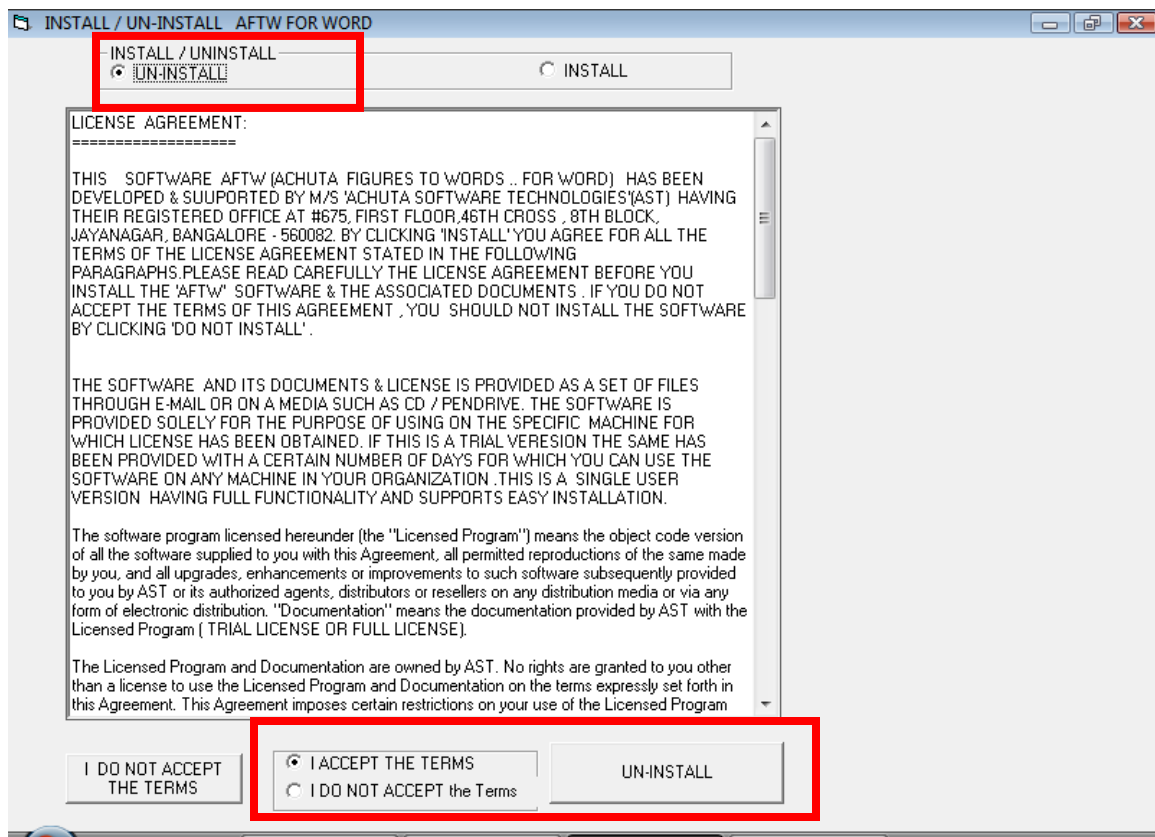 INSTALL / UN-INSTALL AFTW FOR WORD
INSTALL / UNINSTALL
UN-INSTALL
INSTALL
LICENSE AGREEMENT:
===================
THIS SOFTWARE AFTW (ACHUTA FIGURES TO WORDS .. FOR WORD) HAS BEEN
DEVELOPED & SUUPORTED BY M/S 'ACHUTA SOFTWARE TECHNOLOGIES'(AST) HAVING
THEIR REGISTERED OFFICE AT #675, FIRST FLOOR,46TH CROSS , 8TH BLOCK,
JAYANAGAR, BANGALORE - 560082. BY CLICKING 'INSTALL' YOU AGREE FOR ALL THE
TERMS OF THE LICENSE AGREEMENT STATED IN THE FOLLOWING
PARAGRAPHS.PLEASE READ CAREFULLY THE LICENSE AGREEMENT BEFORE YOU
INSTALL THE 'AFTW' SOFTWARE & THE ASSOCIATED DOCUMENTS . IF YOU DO NOT
ACCEPT THE TERMS OF THIS AGREEMENT , YOU SHOULD NOT INSTALL THE SOFTWARE
BY CLICKING 'DO NOT INSTALL' .
THE SOFTWARE AND ITS DOCUMENTS & LICENSE IS PROVIDED AS A SET OF FILES
THROUGH E-MAIL OR ON A MEDIA SUCH AS CD / PENDRIVE. THE SOFTWARE IS
PROVIDED SOLELY FOR THE PURPOSE OF USING ON THE SPECIFIC MACHINE FOR
WHICH LICENSE HAS BEEN OBTAINED. IF THIS IS A TRIAL VERESION THE SAME HAS
BEEN PROVIDED WITH A CERTAIN NUMBER OF DAYS FOR WHICH YOU CAN USE THE
SOFTWARE ON ANY MACHINE IN YOUR ORGANIZATION .THIS IS A SINGLE USER
VERSION HAVING FULL FUNCTIONALITY AND SUPPORTS EASY INSTALLATION.
The software program licensed hereunder (the "Licensed Program") means the object code version
of all the software supplied to you with this Agreement, all permitted reproductions of the same made
by you, and all upgrades, enhancements or improvements to such software subsequently provided
to you by AST or its authorized agents, distributors or resellers on any distribution media or via any
form of electronic distribution. "Documentation" means the documentation provided by AST with the
Licensed Program ( TRIAL LICENSE OR FULL LICENSE).
The Licensed Program and Documentation are owned by AST. No rights are granted to you other
than a license to use the Licensed Program and Documentation on the terms expressly set forth in
this Agreement. This Agreement imposes certain restrictions on your use of the Licensed Program
I DO NOT ACCEPT
THE TERMS
I ACCEPT THE TERMS
I DO NOT ACCEPT the Terms
UN-INSTALL